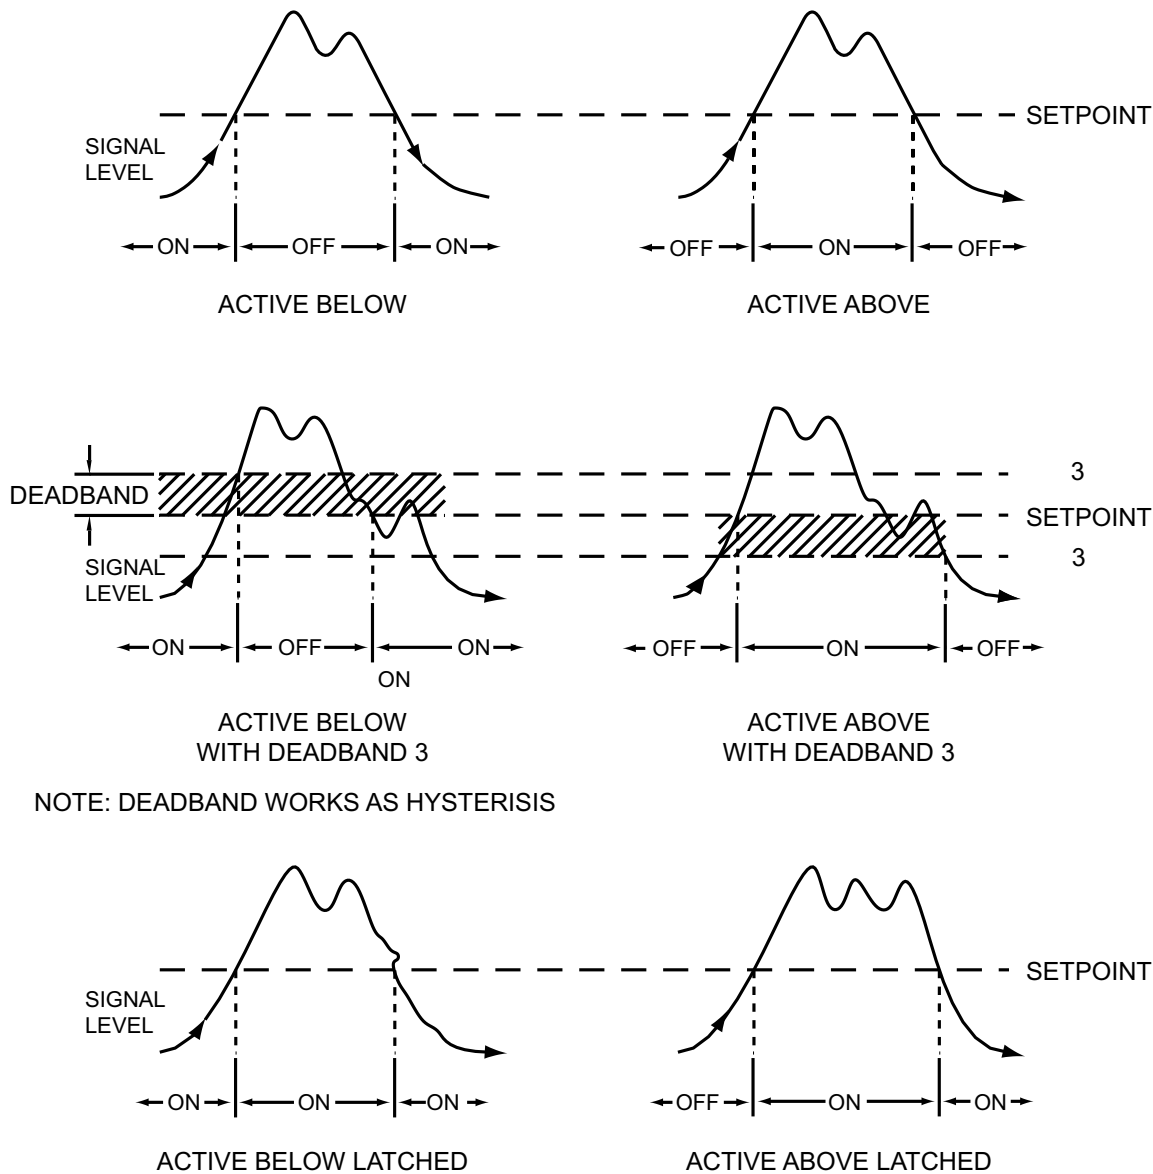 SETPOINT
SIGNAL
LEVEL
ON OFF ON
OFF ON OFF
ACTIVE BELOW
ACTIVE ABOVE
3
DEADBAND
SETPOINT
3
SIGNAL
LEVEL
ON OFF ON
ON
OFF ON OFF
ACTIVE BELOW
WITH DEADBAND 3
ACTIVE ABOVE
WITH DEADBAND 3
NOTE: DEADBAND WORKS AS HYSTERISIS
SETPOINT
SIGNAL
LEVEL
ON ON ON
OFF ON ON
ACTIVE BELOW LATCHED
ACTIVE ABOVE LATCHED